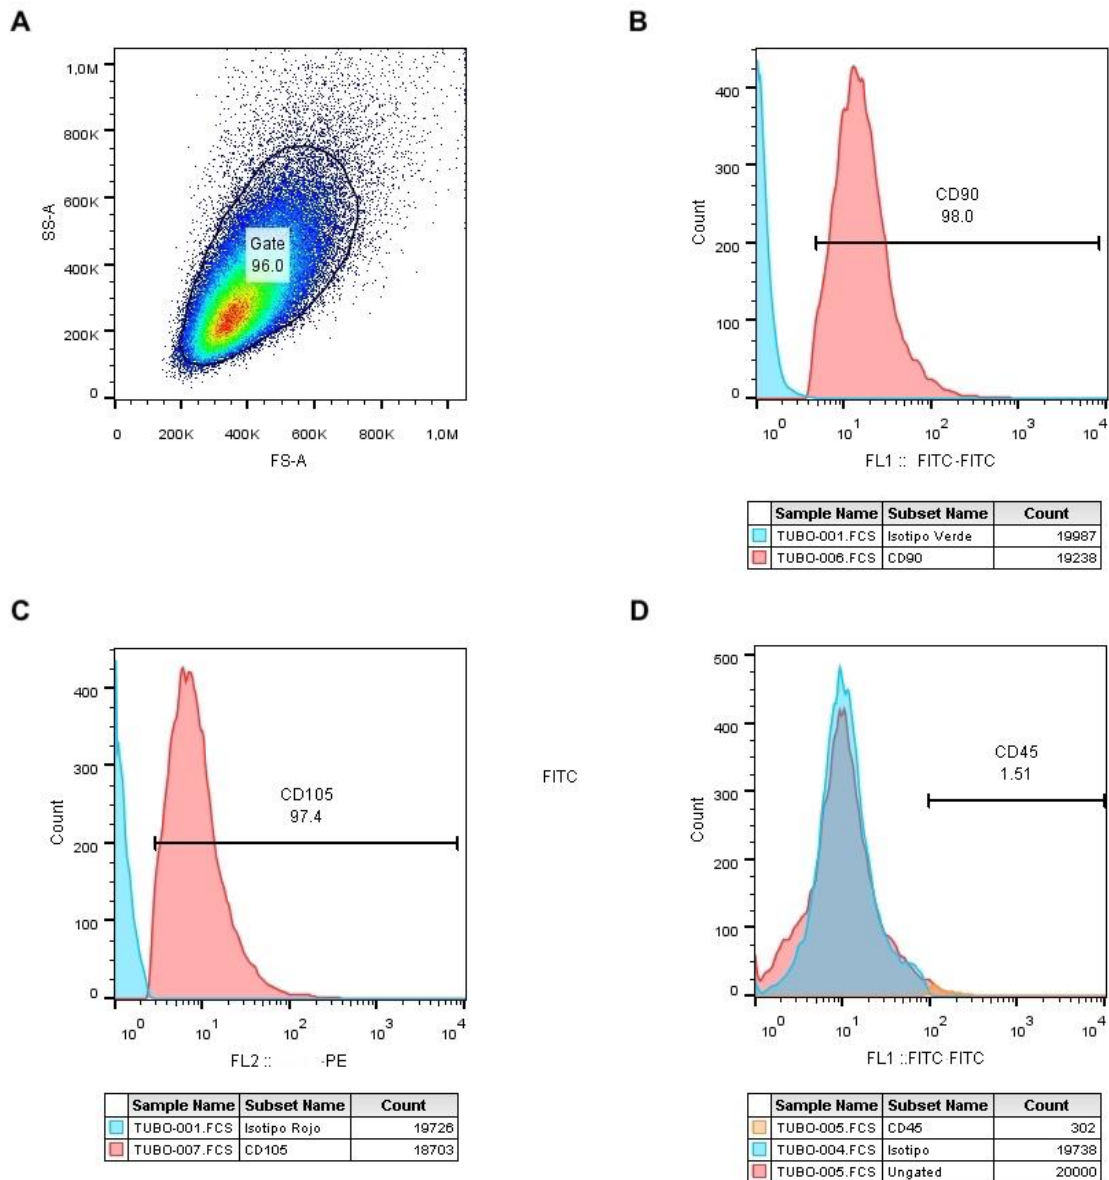 A
1,0M
800K
600K
400K
200K
0
SS-A
Gate
96.0
0 200K 400K 600K 800K 1,0M
FS-A
B
400
300
200
100
0
Count
CD90
98.0
10^0 10^1 10^2 10^3 10^4
FL1 :: FITC-FITC
Sample Name Subset Name Count
TUBO-001.FCS Isotipo Verde 19987
TUBO-006.FCS CD90 19238
C
400
300
200
100
0
Count
CD105
97.4
10^0 10^1 10^2 10^3 10^4
FL2 :: -PE
Sample Name Subset Name Count
TUBO-001.FCS Isotipo Rojo 19726
TUBO-007.FCS CD105 18703
FITC
D
500
400
300
200
100
0
Count
CD45
1.51
10^0 10^1 10^2 10^3 10^4
FL1 ::FITC-FITC
Sample Name Subset Name Count
TUBO-005.FCS CD45 302
TUBO-004.FCS Isotipo 19738
TUBO-005.FCS Ungated 20000